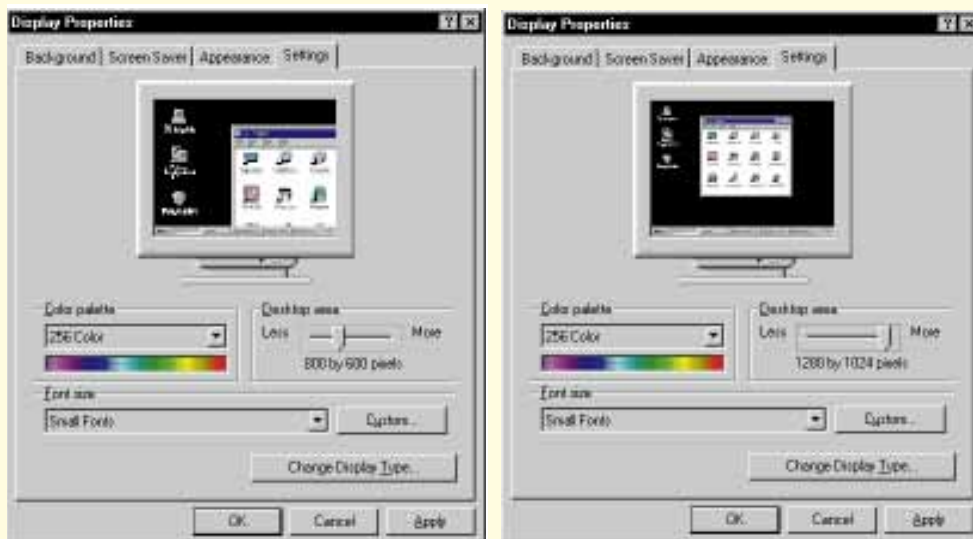 Display Properties
Background Screen Saver Appearance Settings
Color palette
256 Color
Desktop area
Less More
800 by 600 pixels
Font size
Small Fonts
Custom...
Change Display Type...
OK Cancel Apply
Display Properties
Background Screen Saver Appearance Settings
Color palette
256 Color
Desktop area
Less More
1280 by 1024 pixels
Font size
Small Fonts
Custom...
Change Display Type...
OK Cancel Apply